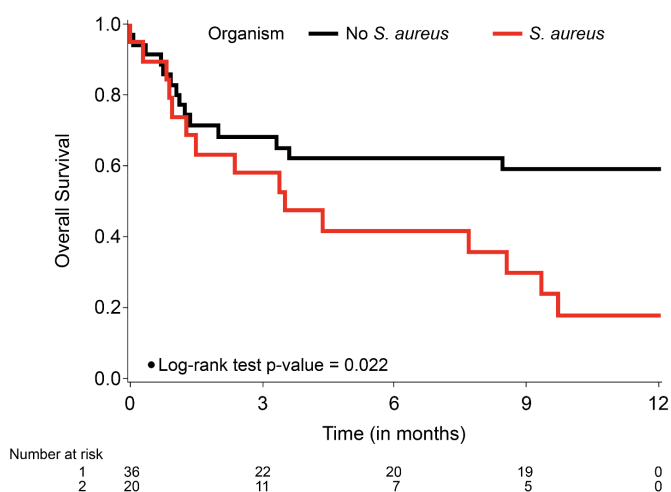 Organism No S. aureus S. aureus
1.0
0.8
0.6
0.4
0.2
0.0
Overall Survival
● Log-rank test p-value = 0.022
0 3 6 9 12
Time (in months)
Number at risk
1 36 22 20 19 0
2 20 11 7 5 0